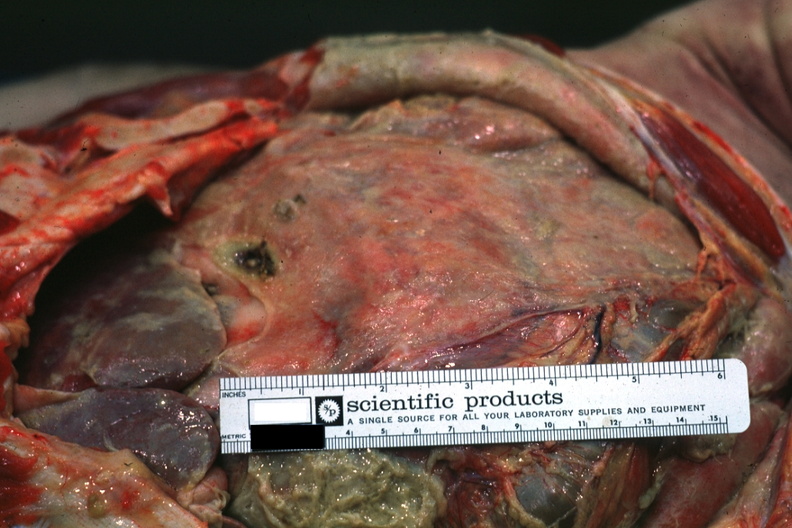 INCHES 1 2 3 4 5 6
S/P scientific products
A SINGLE SOURCE FOR ALL YOUR LABORATORY SUPPLIES AND EQUIPMENT
METRIC 4 5 6 7 8 9 10 11 12 13 14 15